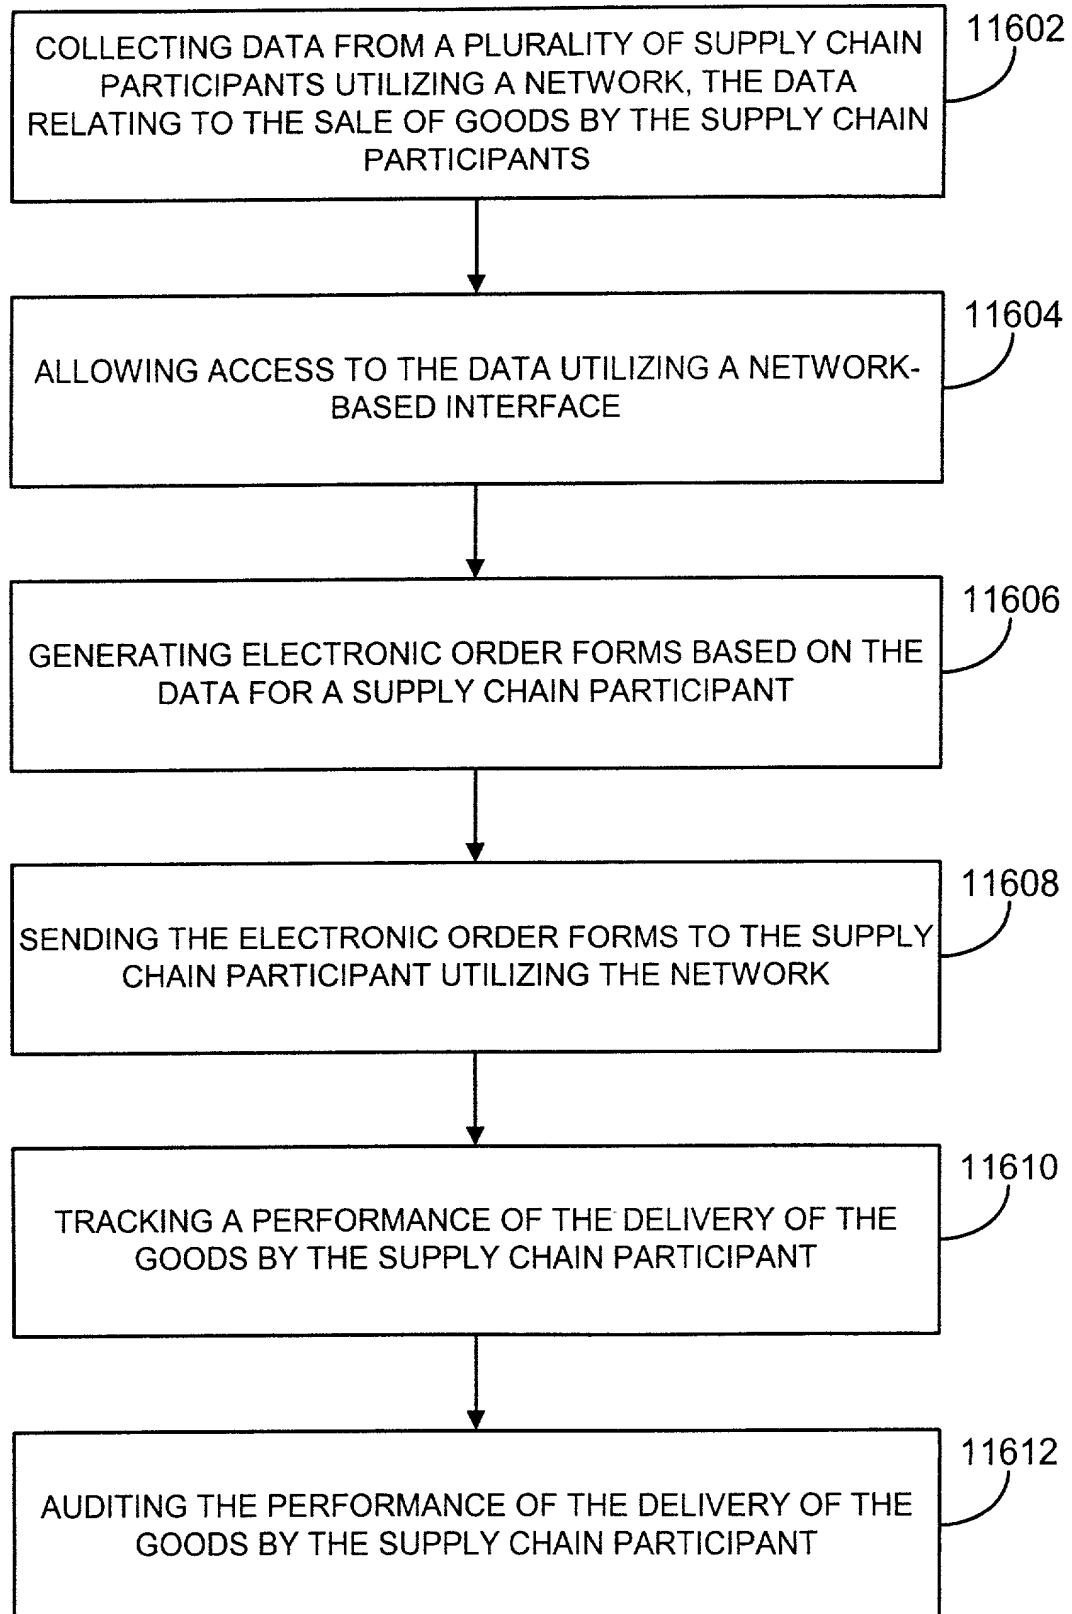 COLLECTING DATA FROM A PLURALITY OF SUPPLY CHAIN
PARTICIPANTS UTILIZING A NETWORK, THE DATA
RELATING TO THE SALE OF GOODS BY THE SUPPLY CHAIN
PARTICIPANTS
11602
ALLOWING ACCESS TO THE DATA UTILIZING A NETWORK-
BASED INTERFACE
11604
GENERATING ELECTRONIC ORDER FORMS BASED ON THE
DATA FOR A SUPPLY CHAIN PARTICIPANT
11606
SENDING THE ELECTRONIC ORDER FORMS TO THE SUPPLY
CHAIN PARTICIPANT UTILIZING THE NETWORK
11608
TRACKING A PERFORMANCE OF THE DELIVERY OF THE
GOODS BY THE SUPPLY CHAIN PARTICIPANT
11610
AUDITING THE PERFORMANCE OF THE DELIVERY OF THE
GOODS BY THE SUPPLY CHAIN PARTICIPANT
11612